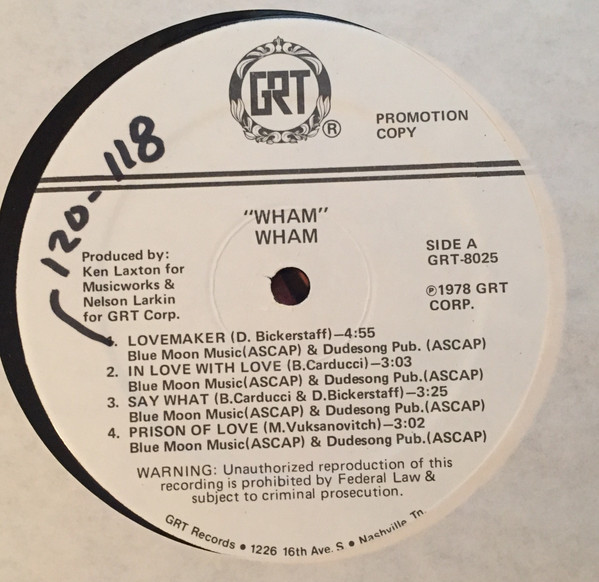 GRT
®
PROMOTION
COPY
120-118
"WHAM"
WHAM
Produced by:
Ken Laxton for
Musicworks &
Nelson Larkin
for GRT Corp.
SIDE A
GRT-8025
℗1978 GRT
CORP.
1. LOVEMAKER (D. Bickerstaff)—4:55
Blue Moon Music(ASCAP) & Dudesong Pub. (ASCAP)
2. IN LOVE WITH LOVE (B.Carducci)—3:03
Blue Moon Music(ASCAP) & Dudesong Pub.(ASCAP)
3. SAY WHAT (B.Carducci & D.Bickerstaff)—3:25
Blue Moon Music(ASCAP) & Dudesong Pub.(ASCAP)
4. PRISON OF LOVE (M.Vuksanovitch)—3:02
Blue Moon Music(ASCAP) & Dudesong Pub.(ASCAP)
WARNING: Unauthorized reproduction of this
recording is prohibited by Federal Law &
subject to criminal prosecution.
GRT Records • 1226 16th Ave. S • Nashville Tn.